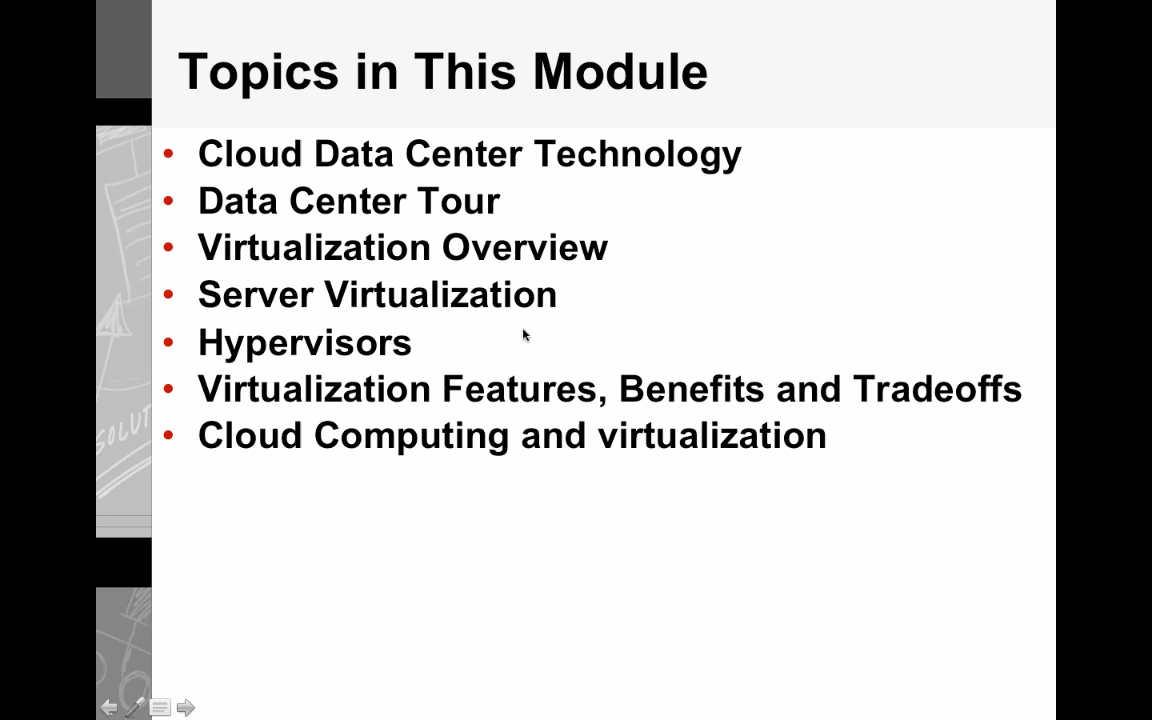 Topics in This Module
• Cloud Data Center Technology
• Data Center Tour
• Virtualization Overview
• Server Virtualization
• Hypervisors
• Virtualization Features, Benefits and Tradeoffs
• Cloud Computing and virtualization
SOLUT